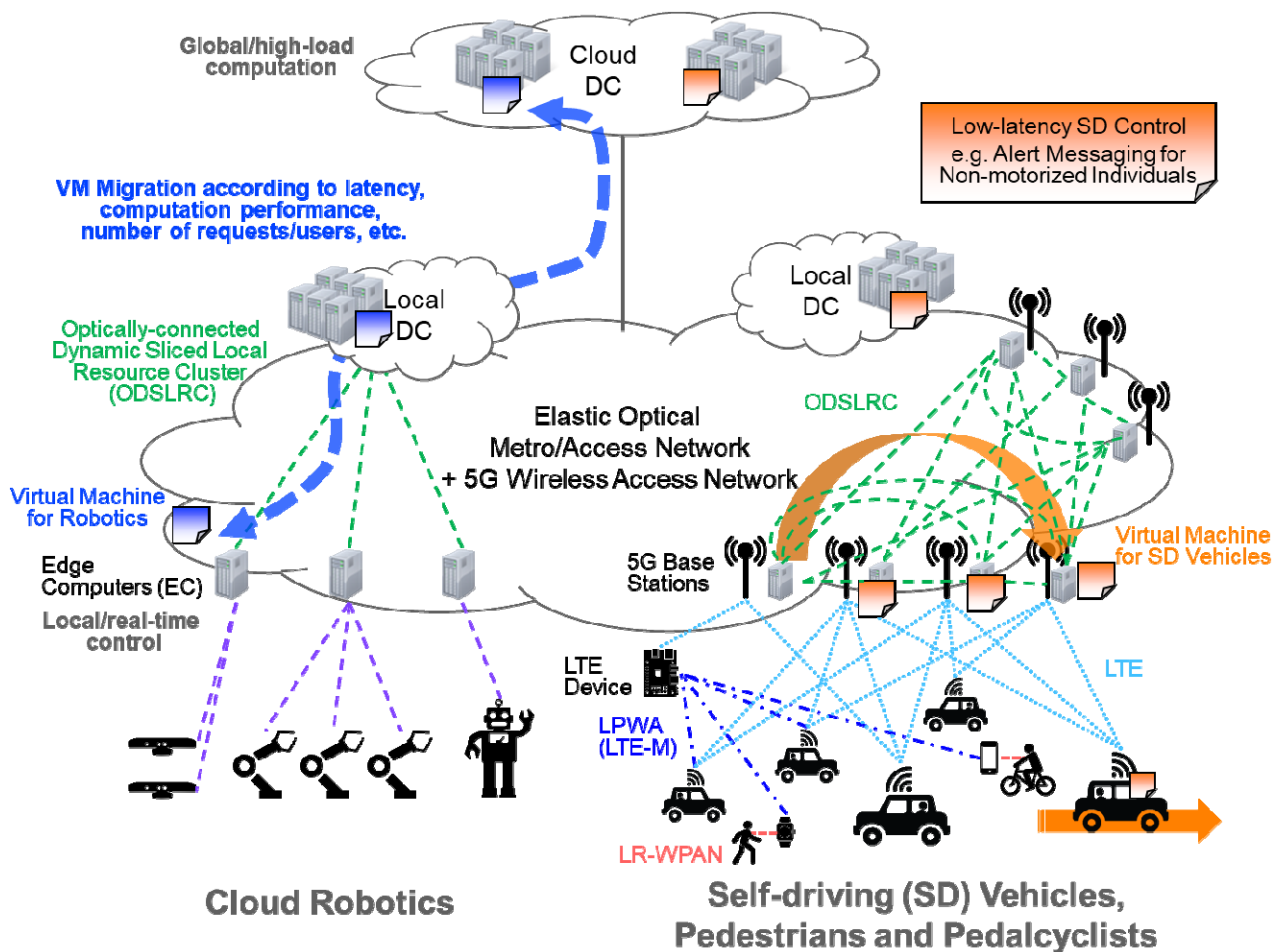 Global/high-load
computation
Cloud
DC
Low-latency SD Control
e.g. Alert Messaging for
Non-motorized Individuals
VM Migration according to latency,
computation performance,
number of requests/users, etc.
Local
DC
Local
DC
Optically-connected
Dynamic Sliced Local
Resource Cluster
(ODSLRC)
ODSLRC
Elastic Optical
Metro/Access Network
+ 5G Wireless Access Network
Virtual Machine
for Robotics
Virtual Machine
for SD Vehicles
Edge
Computers (EC)
5G Base
Stations
Local/real-time
control
LTE
Device
LTE
LPWA
(LTE-M)
LR-WPAN
Cloud Robotics
Self-driving (SD) Vehicles,
Pedestrians and Pedalcyclists